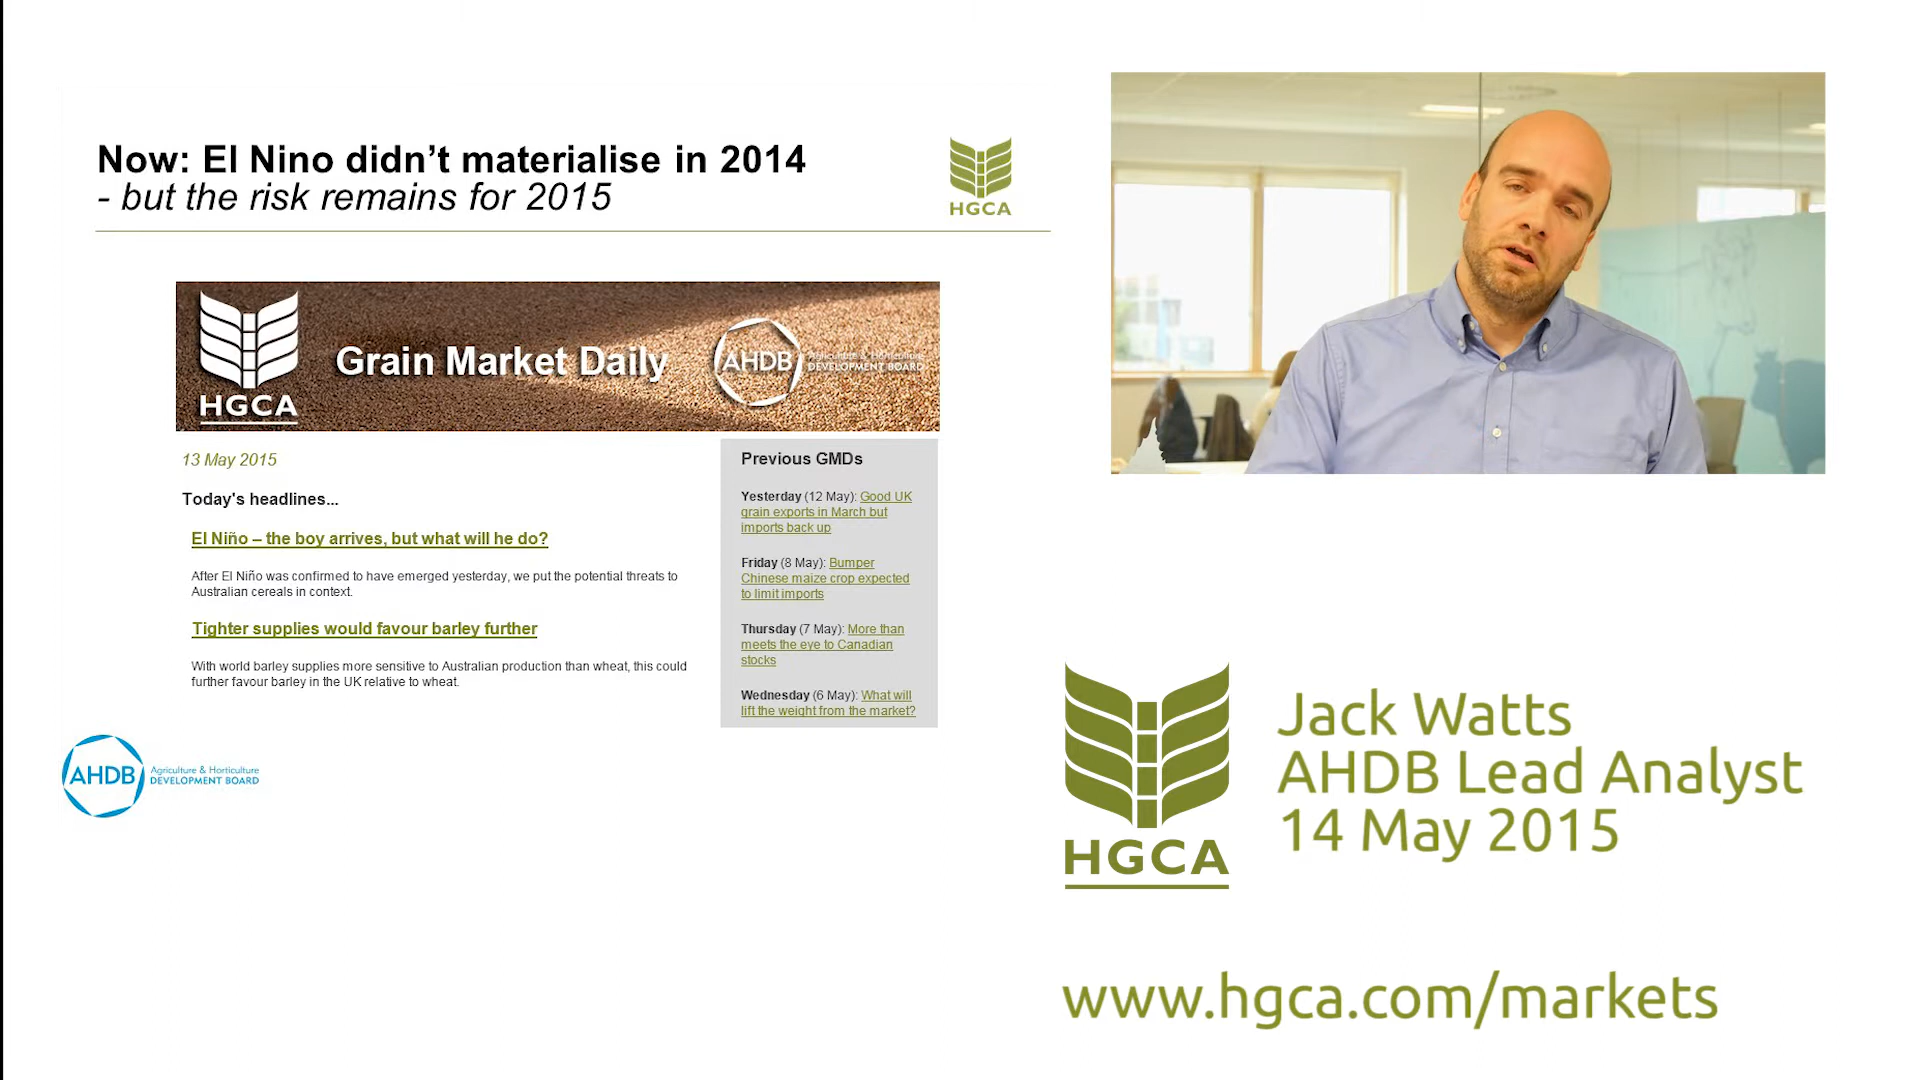 Now: El Nino didn’t materialise in 2014
- but the risk remains for 2015
HGCA
HGCA
Grain Market Daily
AHDB
Agriculture & Horticulture
DEVELOPMENT BOARD
13 May 2015
Today's headlines...
El Niño – the boy arrives, but what will he do?
After El Niño was confirmed to have emerged yesterday, we put the potential threats to
Australian cereals in context.
Tighter supplies would favour barley further
With world barley supplies more sensitive to Australian production than wheat, this could
further favour barley in the UK relative to wheat.
Previous GMDs
Yesterday (12 May): Good UK
grain exports in March but
imports back up
Friday (8 May): Bumper
Chinese maize crop expected
to limit imports
Thursday (7 May): More than
meets the eye to Canadian
stocks
Wednesday (6 May): What will
lift the weight from the market?
AHDB
Agriculture & Horticulture
DEVELOPMENT BOARD
HGCA
Jack Watts
AHDB Lead Analyst
14 May 2015
www.hgca.com/markets